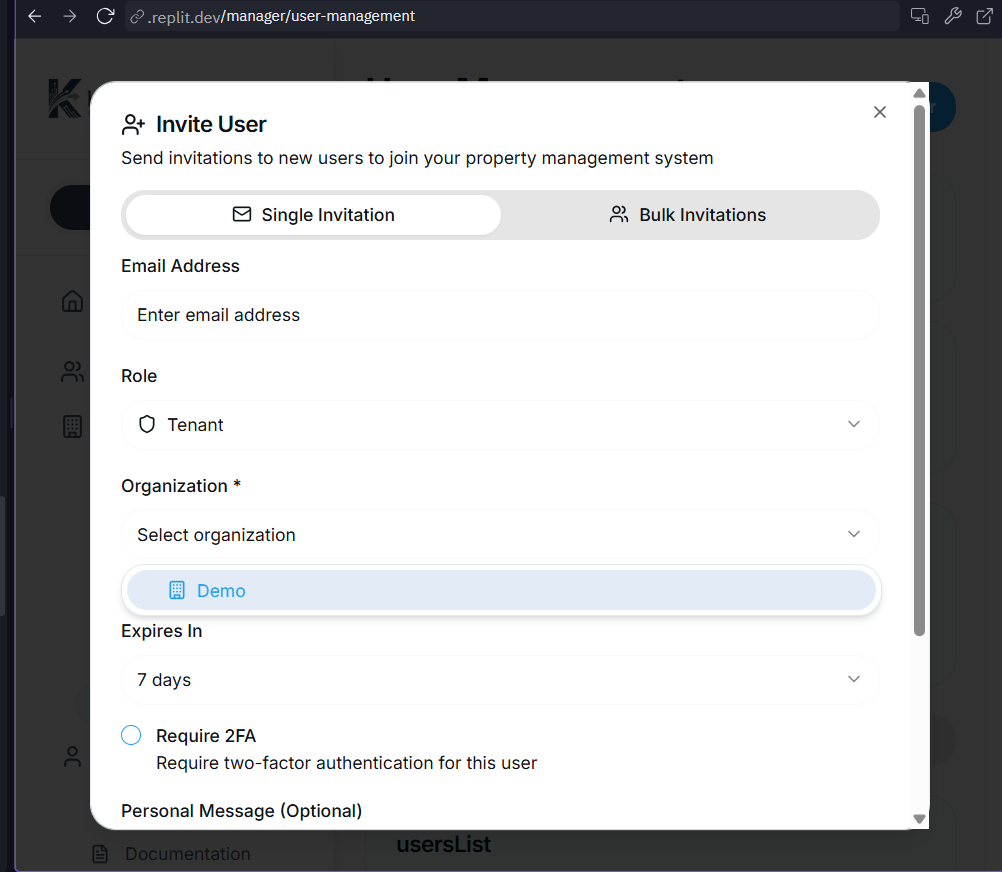 .replit.dev/manager/user-management
Invite User
Send invitations to new users to join your property management system
Single Invitation
Bulk Invitations
Email Address
Enter email address
Role
Tenant
Organization *
Select organization
Demo
Expires In
7 days
Require 2FA
Require two-factor authentication for this user
Personal Message (Optional)
usersList
Documentation